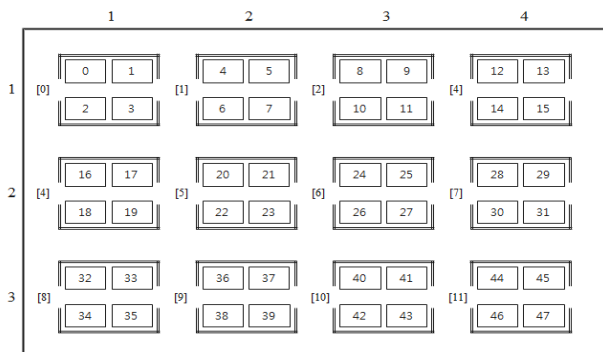 1 2 3 4
0 1 4 5 8 9 12 13
1 [0] [1] [2] [4]
2 3 6 7 10 11 14 15
16 17 20 21 24 25 28 29
2 [4] [5] [6] [7]
18 19 22 23 26 27 30 31
32 33 36 37 40 41 44 45
3 [8] [9] [10] [11]
34 35 38 39 42 43 46 47